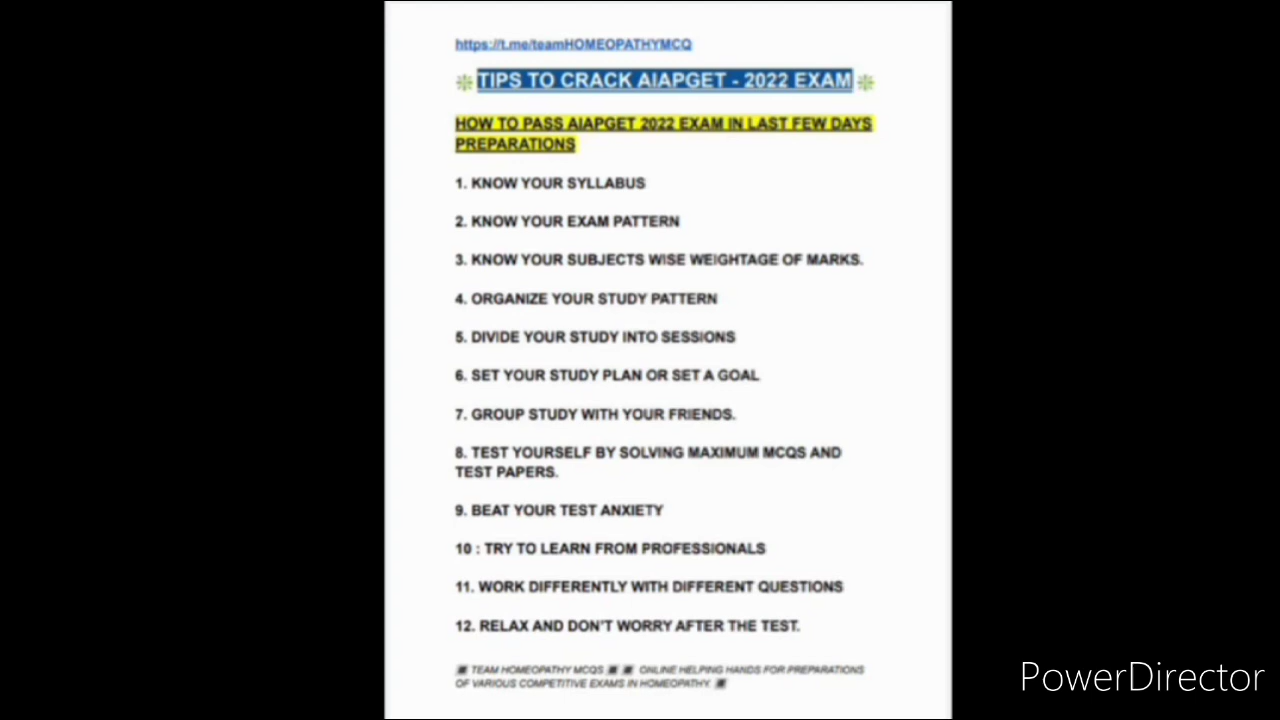 https://t.me/teamHOMEOPATHYMCQ
TIPS TO CRACK AIAPGET - 2022 EXAM
HOW TO PASS AIAPGET 2022 EXAM IN LAST FEW DAYS
PREPARATIONS
1. KNOW YOUR SYLLABUS
2. KNOW YOUR EXAM PATTERN
3. KNOW YOUR SUBJECTS WISE WEIGHTAGE OF MARKS.
4. ORGANIZE YOUR STUDY PATTERN
5. DIVIDE YOUR STUDY INTO SESSIONS
6. SET YOUR STUDY PLAN OR SET A GOAL
7. GROUP STUDY WITH YOUR FRIENDS.
8. TEST YOURSELF BY SOLVING MAXIMUM MCQS AND
TEST PAPERS.
9. BEAT YOUR TEST ANXIETY
10 : TRY TO LEARN FROM PROFESSIONALS
11. WORK DIFFERENTLY WITH DIFFERENT QUESTIONS
12. RELAX AND DON'T WORRY AFTER THE TEST.
TEAM HOMEOPATHY MCQS ONLINE HELPING HANDS FOR PREPARATIONS
OF VARIOUS COMPETITIVE EXAMS IN HOMEOPATHY.
PowerDirector